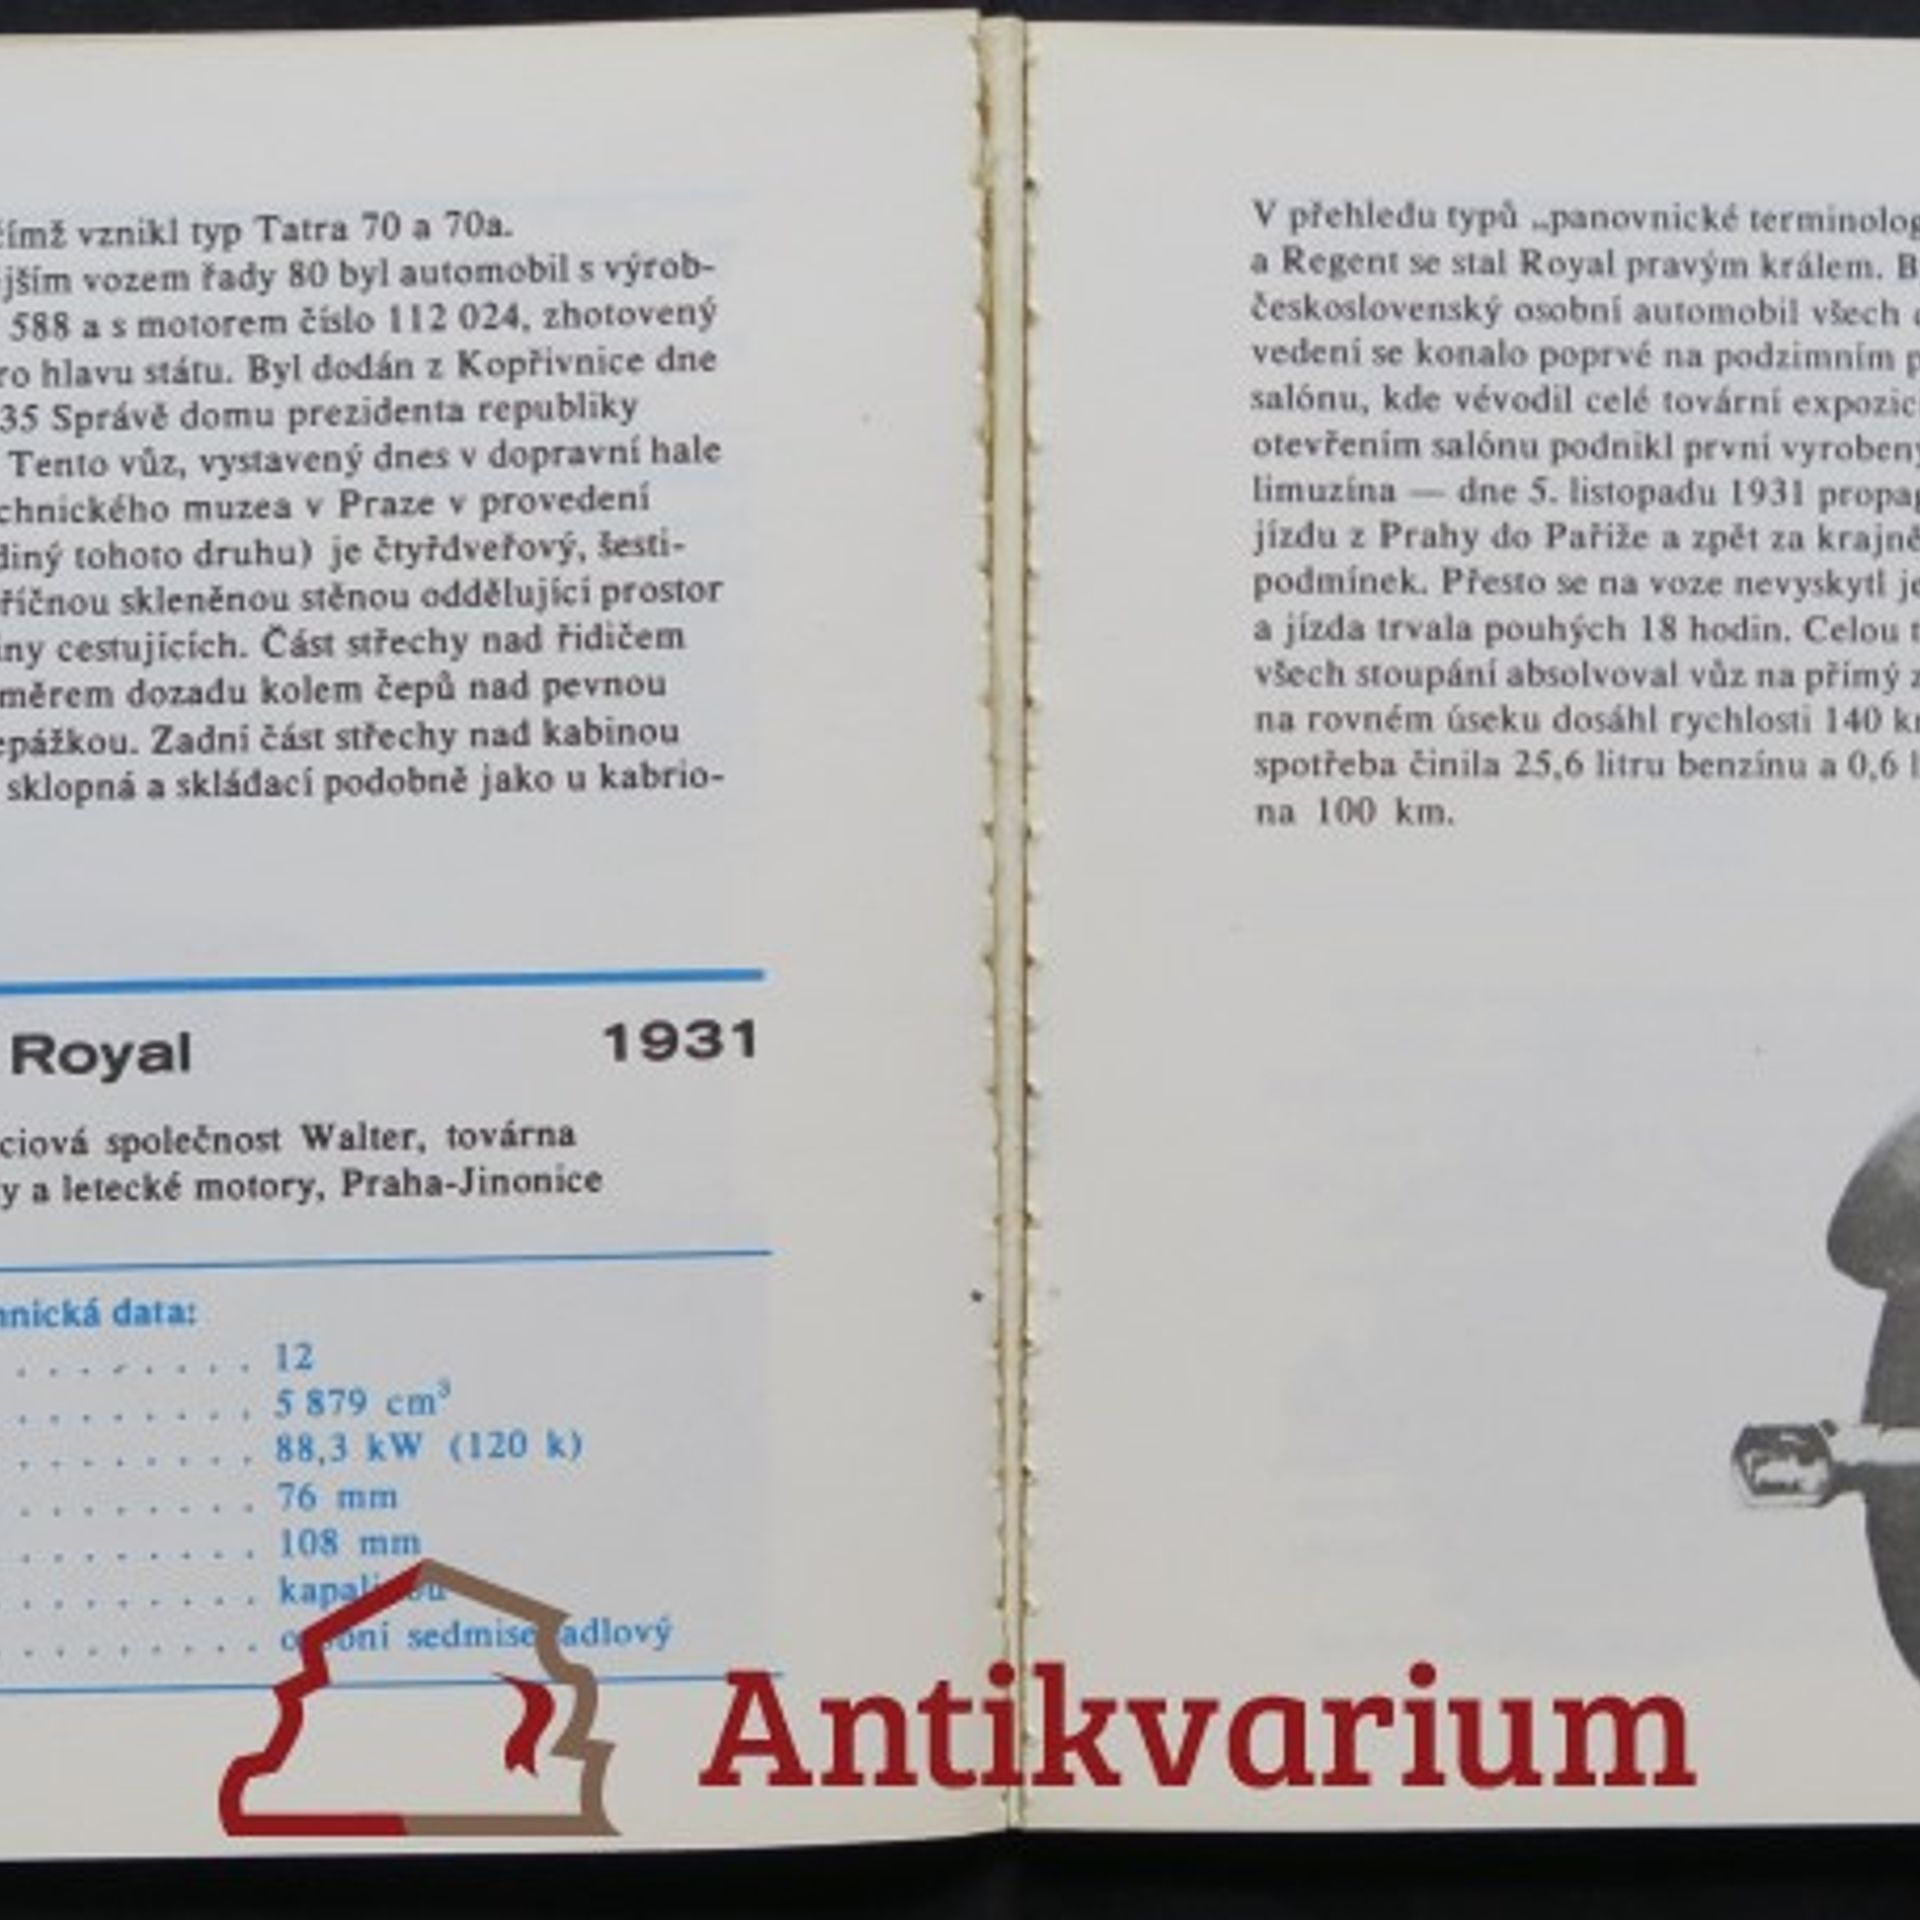 čímž vznikl typ Tatra 70 a 70a.
jším vozem řady 80 byl automobil s výrob-
588 a s motorem číslo 112 024, zhotovený
ro hlavu státu. Byl dodán z Kopřivnice dne
35 Správě domu prezidenta republiky
Tento vůz, vystavený dnes v dopravní hale
chnického muzea v Praze v provedení
diný tohoto druhu) je čtyřdveřový, šesti-
říčnou skleněnou stěnou oddělující prostor
iny cestujících. Část střechy nad řidičem
měrem dozadu kolem čepů nad pevnou
epážkou. Zadní část střechy nad kabinou
sklopná a skládací podobně jako u kabrio-
Royal 1931
ciová společnost Walter, továrna
y a letecké motory, Praha-Jinonice
hnická data:
12
5 879 cm³
88,3 kW (120 k)
76 mm
108 mm
V přehledu typů „panovnické terminolog
a Regent se stal Royal pravým králem. B
československý osobní automobil všech
vedení se konalo poprvé na podzimním p
salónu, kde vévodil celé tovární expozic
otevřením salónu podnikl první vyrobený
limuzína — dne 5. listopadu 1931 propag
jízdu z Prahy do Paříže a zpět za krajně
podmínek. Přesto se na voze nevyskytl je
a jízda trvala pouhých 18 hodin. Celou t
všech stoupání absolvoval vůz na přímý z
na rovném úseku dosáhl rychlosti 140 km
spotřeba činila 25,6 litru benzínu a 0,6 l
na 100 km.
Antikvarium